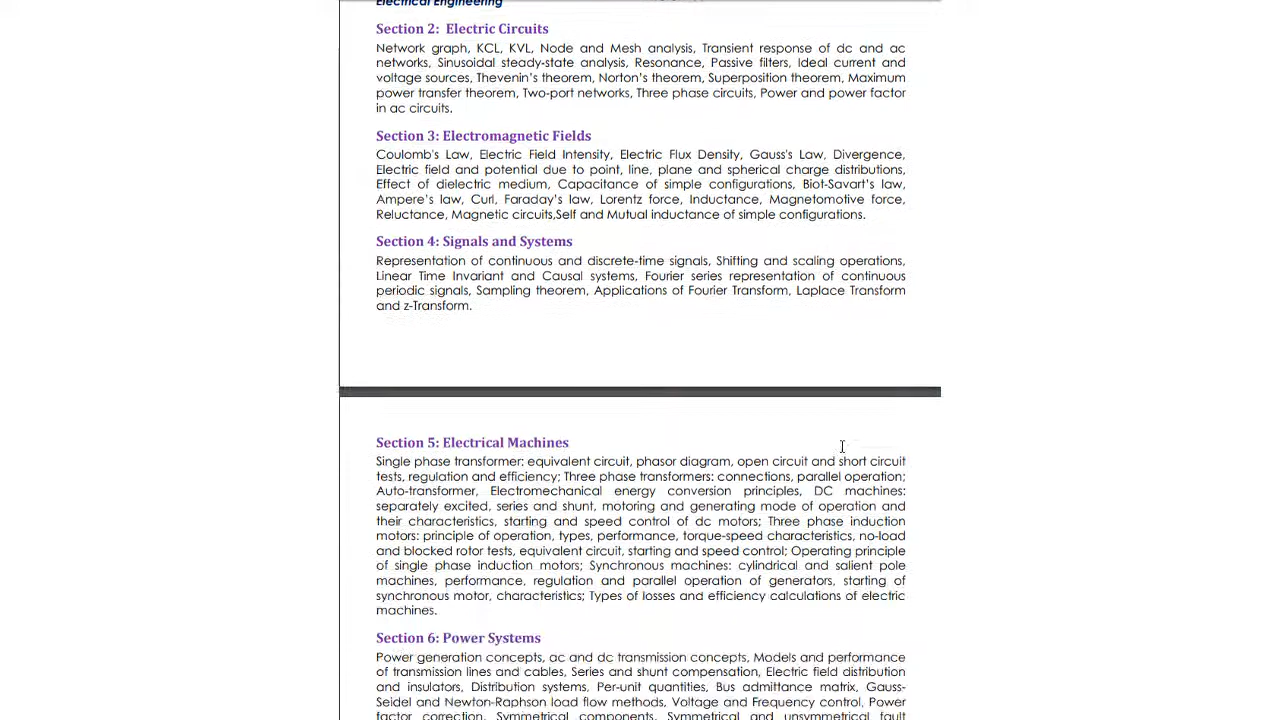 Electrical Engineering
Section 2:  Electric Circuits
Network graph, KCL, KVL, Node and Mesh analysis, Transient response of dc and ac
networks, Sinusoidal steady-state analysis, Resonance, Passive filters, Ideal current and
voltage sources, Thevenin's theorem, Norton's theorem, Superposition theorem, Maximum
power transfer theorem, Two-port networks, Three phase circuits, Power and power factor
in ac circuits.
Section 3: Electromagnetic Fields
Coulomb's Law, Electric Field Intensity, Electric Flux Density, Gauss's Law, Divergence,
Electric field and potential due to point, line, plane and spherical charge distributions,
Effect of dielectric medium, Capacitance of simple configurations, Biot-Savart's law,
Ampere's law, Curl, Faraday's law, Lorentz force, Inductance, Magnetomotive force,
Reluctance, Magnetic circuits,Self and Mutual inductance of simple configurations.
Section 4: Signals and Systems
Representation of continuous and discrete-time signals, Shifting and scaling operations,
Linear Time Invariant and Causal systems, Fourier series representation of continuous
periodic signals, Sampling theorem, Applications of Fourier Transform, Laplace Transform
and z-Transform.
Section 5: Electrical Machines
Single phase transformer: equivalent circuit, phasor diagram, open circuit and short circuit
tests, regulation and efficiency; Three phase transformers: connections, parallel operation;
Auto-transformer, Electromechanical energy conversion principles, DC machines:
separately excited, series and shunt, motoring and generating mode of operation and
their characteristics, starting and speed control of dc motors; Three phase induction
motors: principle of operation, types, performance, torque-speed characteristics, no-load
and blocked rotor tests, equivalent circuit, starting and speed control; Operating principle
of single phase induction motors; Synchronous machines: cylindrical and salient pole
machines, performance, regulation and parallel operation of generators, starting of
synchronous motor, characteristics; Types of losses and efficiency calculations of electric
machines.
Section 6: Power Systems
Power generation concepts, ac and dc transmission concepts, Models and performance
of transmission lines and cables, Series and shunt compensation, Electric field distribution
and insulators, Distribution systems, Per-unit quantities, Bus admittance matrix, Gauss-
Seidel and Newton-Raphson load flow methods, Voltage and Frequency control, Power
factor correction, Symmetrical components, Symmetrical and unsymmetrical fault